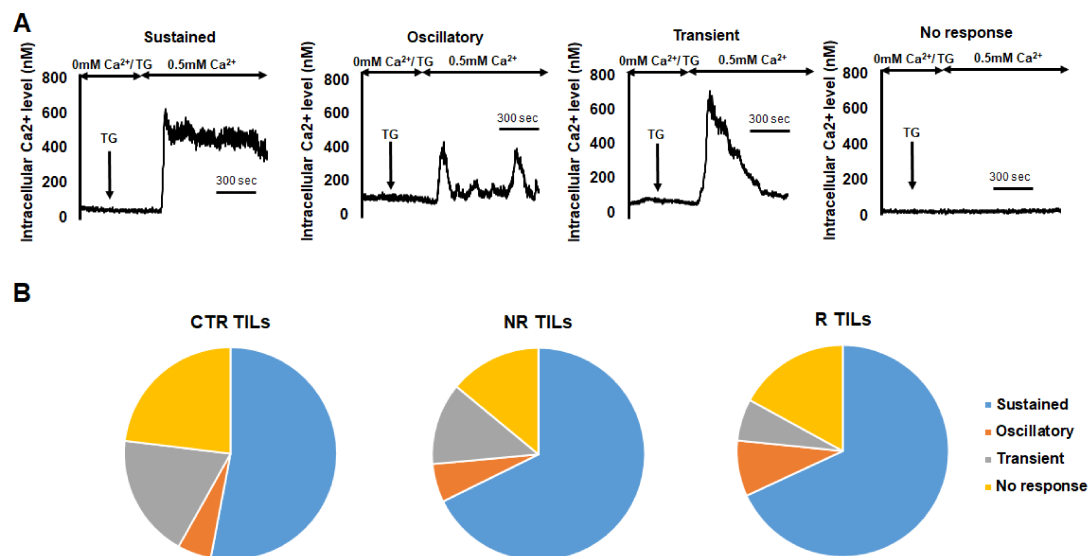 A
Sustained
0mM Ca²⁺/ TG 0.5mM Ca²⁺
Intracellular Ca2+ level (nM)
800
600
400
200
0
TG
300 sec
Oscillatory
0mM Ca²⁺/ TG 0.5mM Ca²⁺
Intracellular Ca2+ level (nM)
800
600
400
200
0
TG
300 sec
Transient
0mM Ca²⁺/ TG 0.5mM Ca²⁺
Intracellular Ca2+ level (nM)
800
600
400
200
0
TG
300 sec
No response
0mM Ca²⁺/ TG 0.5mM Ca²⁺
Intracellular Ca2+ level (nM)
800
600
400
200
0
TG
300 sec
B
CTR TILs
NR TILs
R TILs
Sustained
Oscillatory
Transient
No response